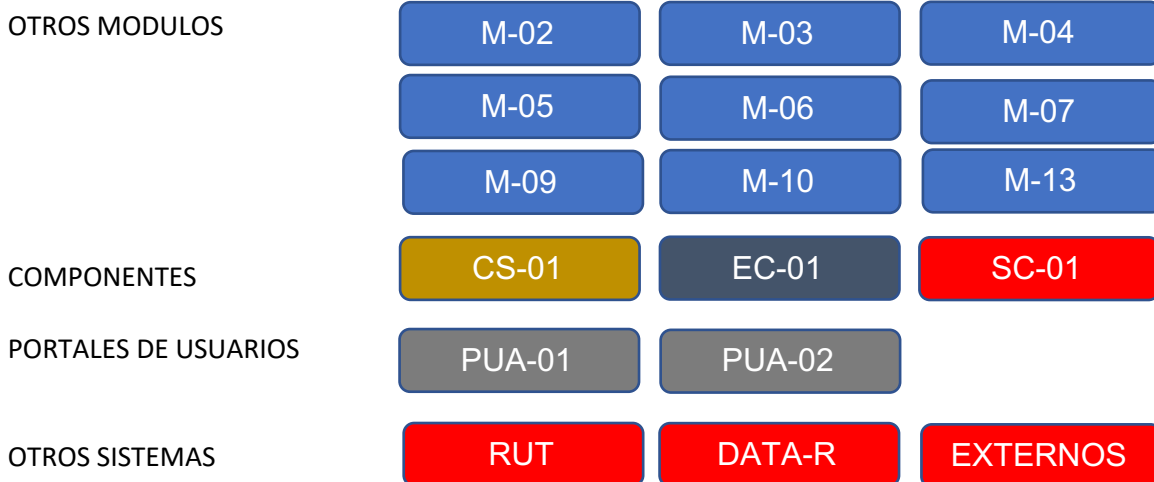 OTROS MODULOS
M-02 M-03 M-04
M-05 M-06 M-07
M-09 M-10 M-13
COMPONENTES
CS-01 EC-01 SC-01
PORTALES DE USUARIOS
PUA-01 PUA-02
OTROS SISTEMAS
RUT DATA-R EXTERNOS